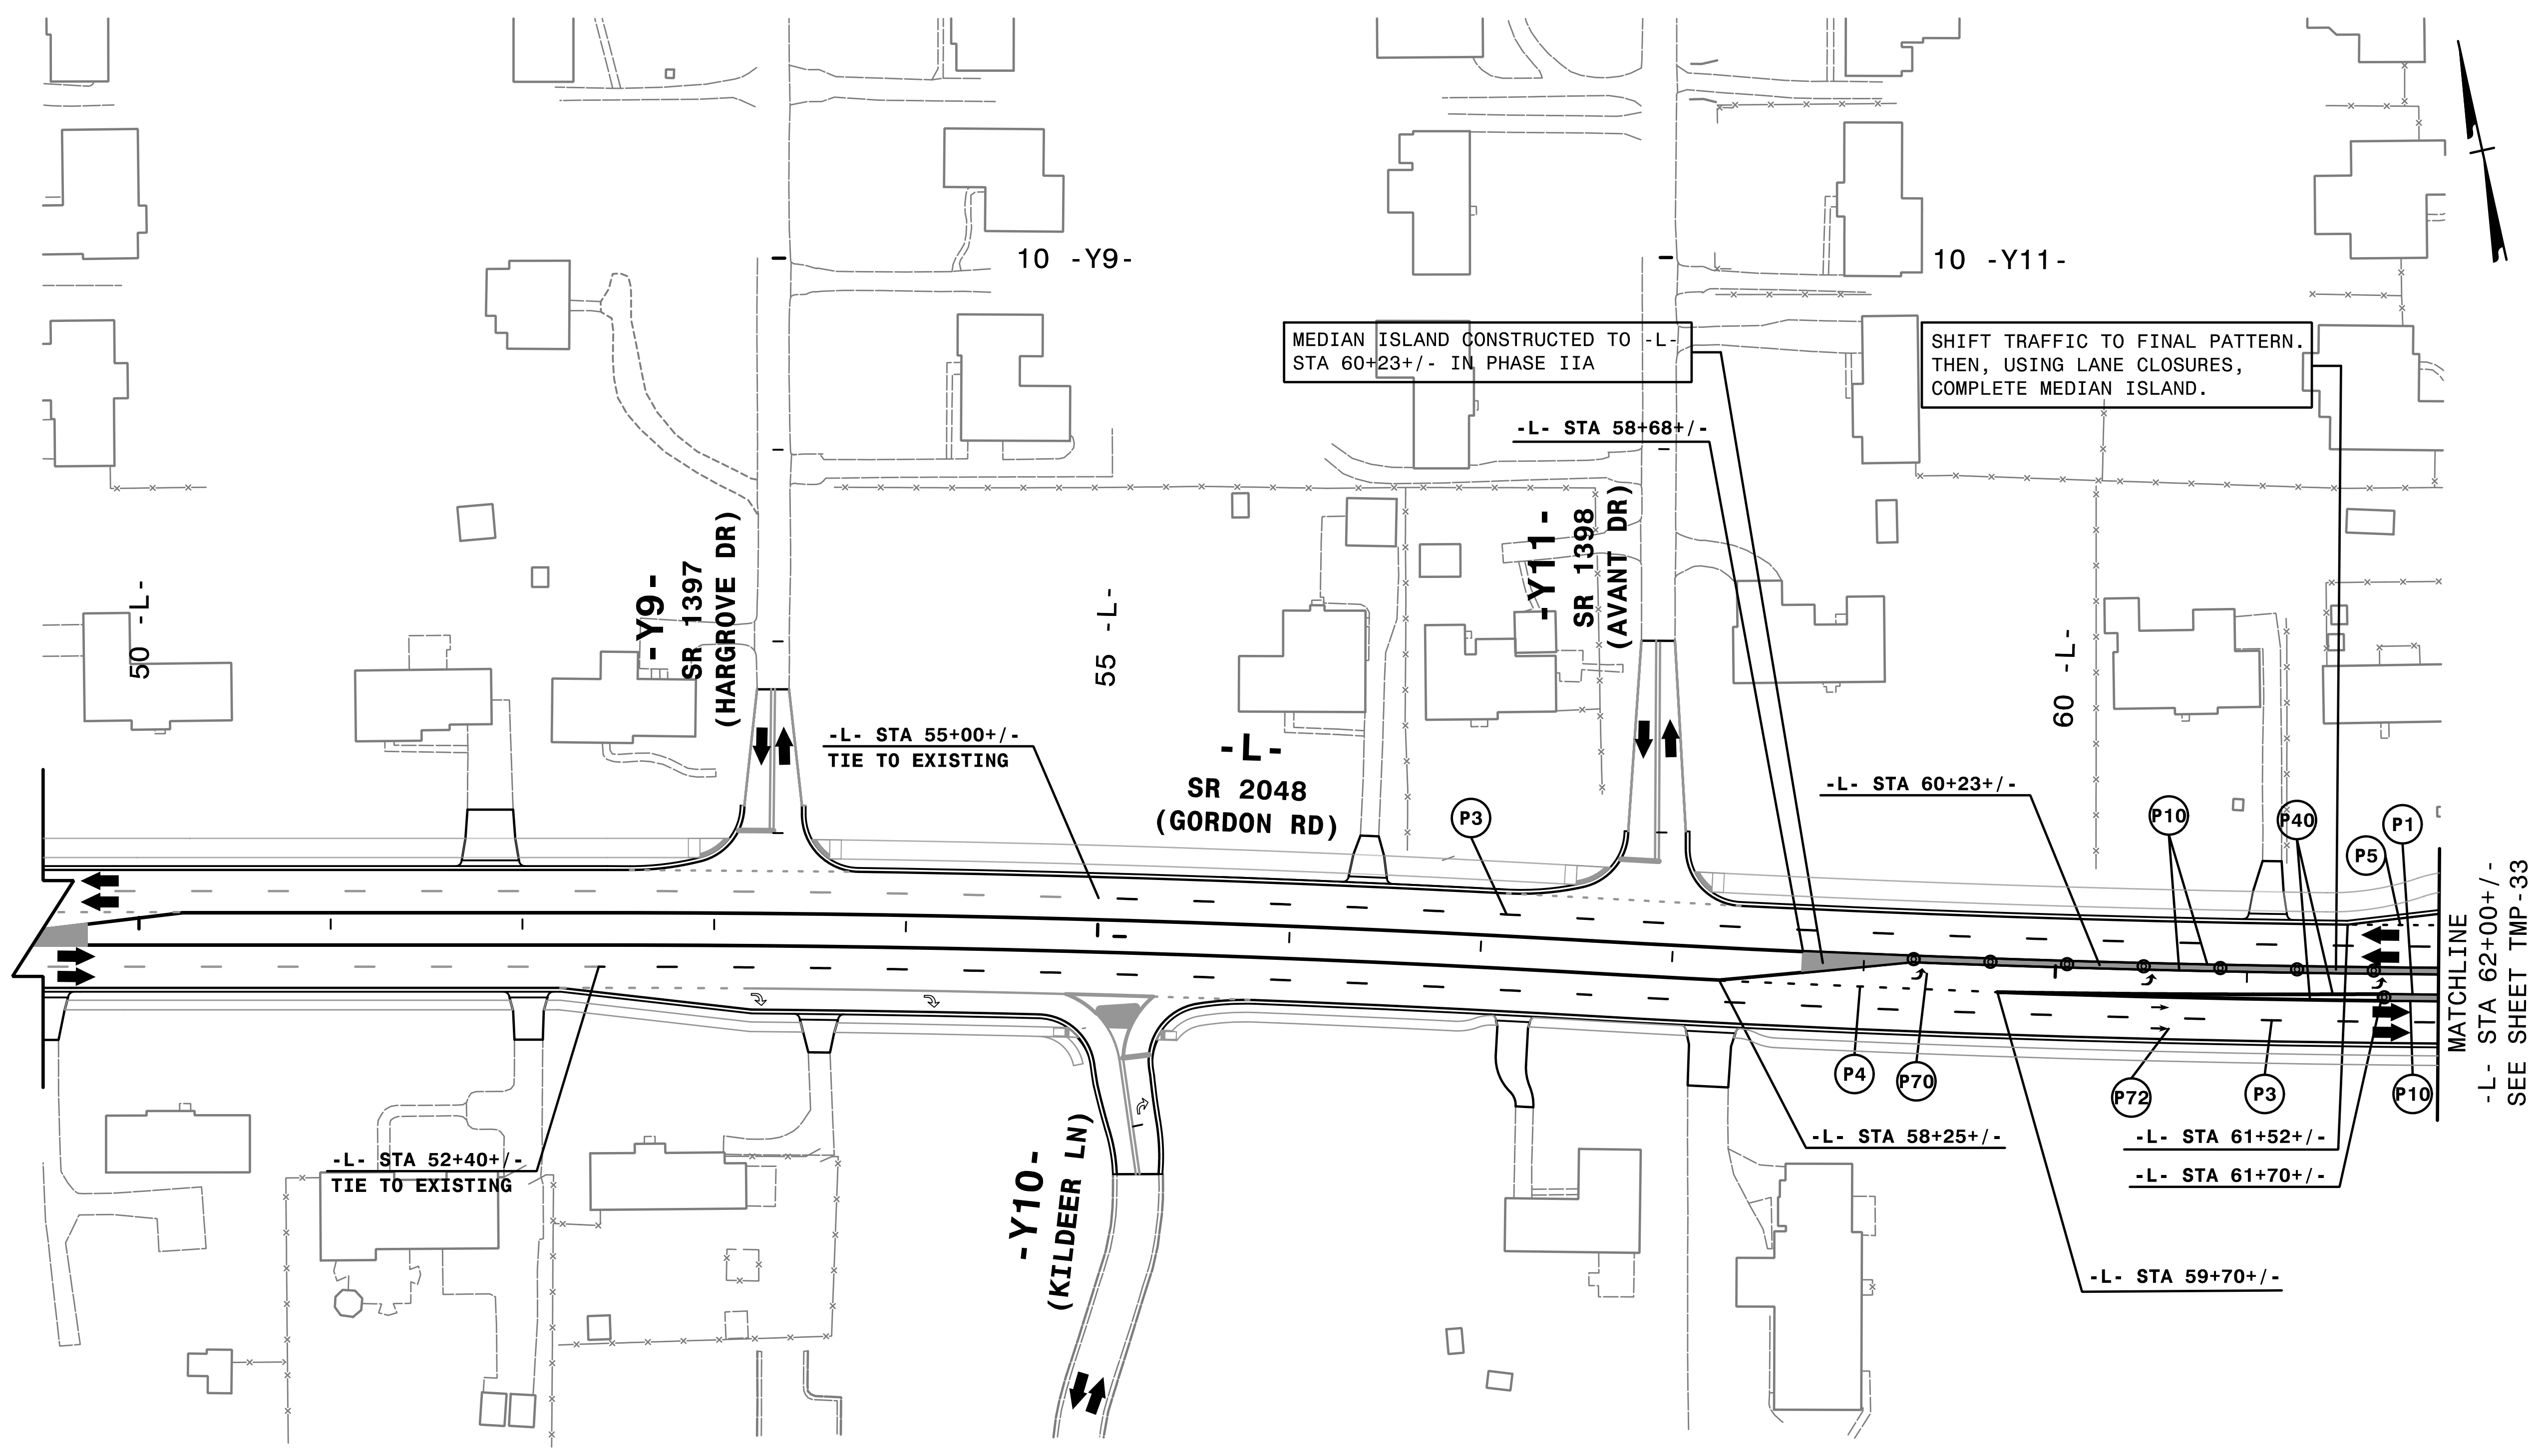 10 -Y9-
10 -Y11-
MEDIAN ISLAND CONSTRUCTED TO -L-
STA 60+23+/- IN PHASE IIA
SHIFT TRAFFIC TO FINAL PATTERN.
THEN, USING LANE CLOSURES,
COMPLETE MEDIAN ISLAND.
-L- STA 58+68+/-
50 -L-
-Y9-
SR 1397
(HARGROVE DR)
55 -L-
-Y11-
SR 1398
(AVANT DR)
60 -L-
-L- STA 55+00+/-
TIE TO EXISTING
-L-
SR 2048
(GORDON RD)
P3
-L- STA 60+23+/-
P10
P40
P5
P1
MATCHLINE
-L- STA 62+00+/-
SEE SHEET TMP-33
P4
P70
P72
P3
P10
-L- STA 58+25+/-
-L- STA 61+52+/-
-L- STA 61+70+/-
-L- STA 52+40+/-
TIE TO EXISTING
-Y10-
(KILDEER LN)
-L- STA 59+70+/-